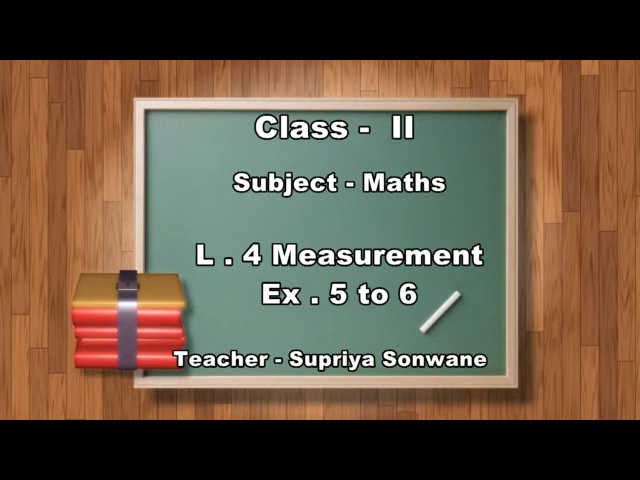 Class - II
Subject - Maths
L . 4 Measurement
Ex . 5 to 6
Teacher - Supriya Sonwane